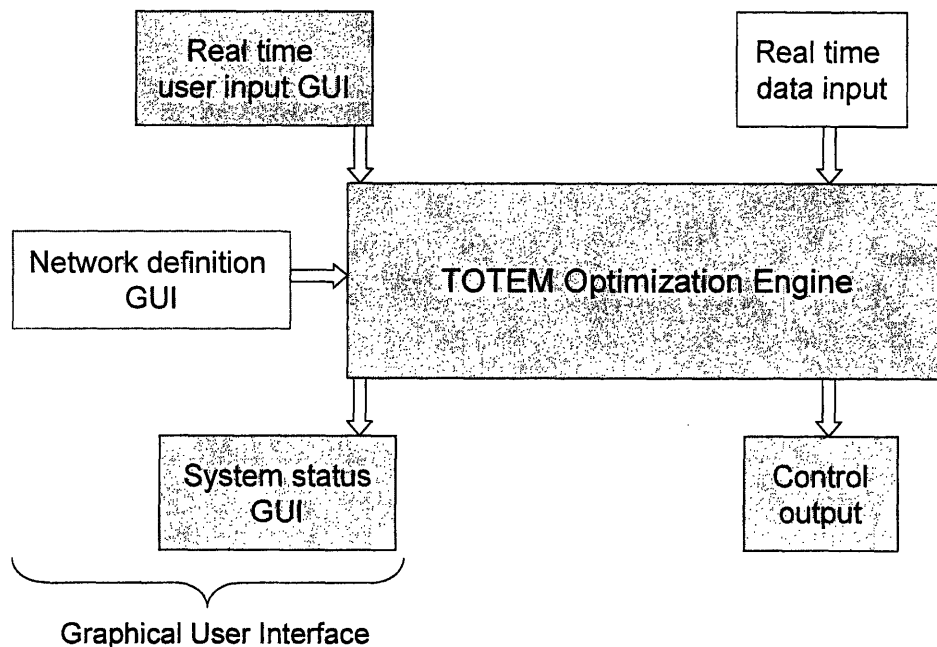 Real time
user input GUI
Real time
data input
Network definition
GUI
TOTEM Optimization Engine
System status
GUI
Control
output
Graphical User Interface